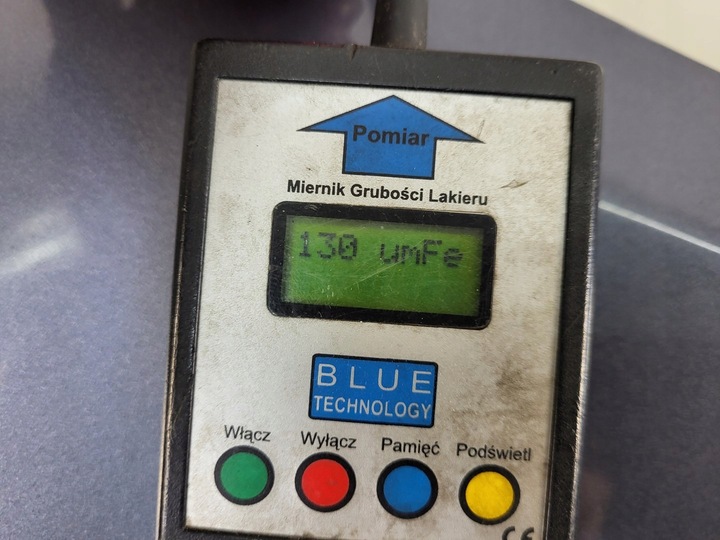 Pomiar
Miernik Grubości Lakieru
130 umFe
BLUE
TECHNOLOGY
Włącz Wyłącz Pamięć Podświetl
CE